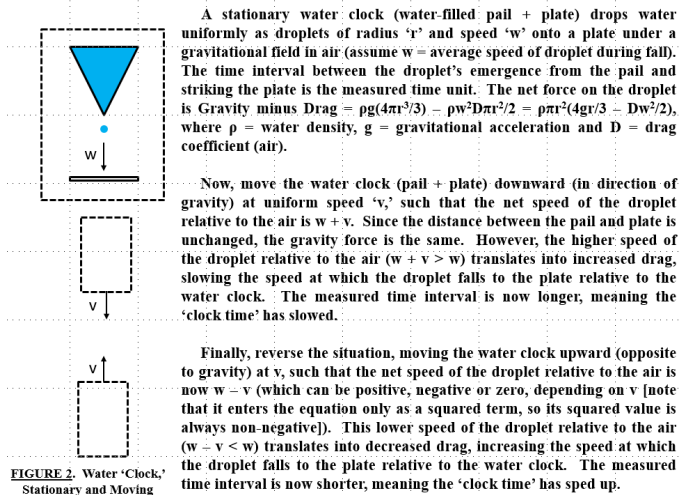 A stationary water clock (water-filled pail + plate) drops water
uniformly as droplets of radius ‘r’ and speed ‘w’ onto a plate under a
gravitational field in air (assume w = average speed of droplet during fall).
The time interval between the droplet’s emergence from the pail and
striking the plate is the measured time unit. The net force on the droplet
is Gravity minus Drag = ρg(4πr³/3) – ρw²Dπr²/2 = ρπr²(4gr/3 – Dw²/2),
where ρ = water density, g = gravitational acceleration and D = drag
coefficient (air).
w
Now, move the water clock (pail + plate) downward (in direction of
gravity) at uniform speed ‘v,’ such that the net speed of the droplet
relative to the air is w + v. Since the distance between the pail and plate is
unchanged, the gravity force is the same. However, the higher speed of
the droplet relative to the air (w + v > w) translates into increased drag,
slowing the speed at which the droplet falls to the plate relative to the
water clock. The measured time interval is now longer, meaning the
‘clock time’ has slowed.
v
Finally, reverse the situation, moving the water clock upward (opposite
to gravity) at v, such that the net speed of the droplet relative to the air is
now w – v (which can be positive, negative or zero, depending on v [note
that it enters the equation only as a squared term, so its squared value is
always non-negative]). This lower speed of the droplet relative to the air
(w – v < w) translates into decreased drag, increasing the speed at which
the droplet falls to the plate relative to the water clock. The measured
time interval is now shorter, meaning the ‘clock time’ has sped up.
v
FIGURE 2. Water ‘Clock,’
Stationary and Moving